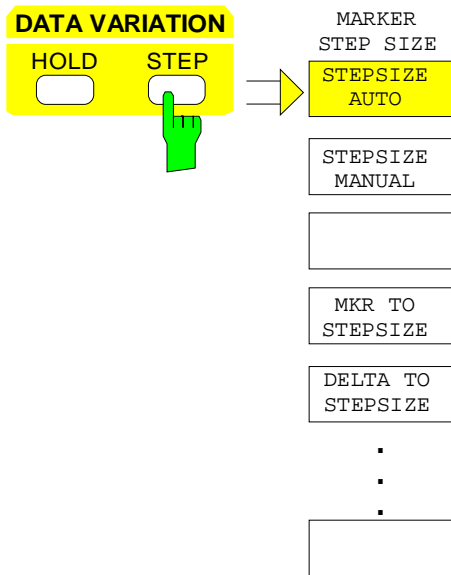 DATA VARIATION
HOLD STEP
MARKER
STEP SIZE
STEPSIZE
AUTO
STEPSIZE
MANUAL
MKR TO
STEPSIZE
DELTA TO
STEPSIZE
.
.
.